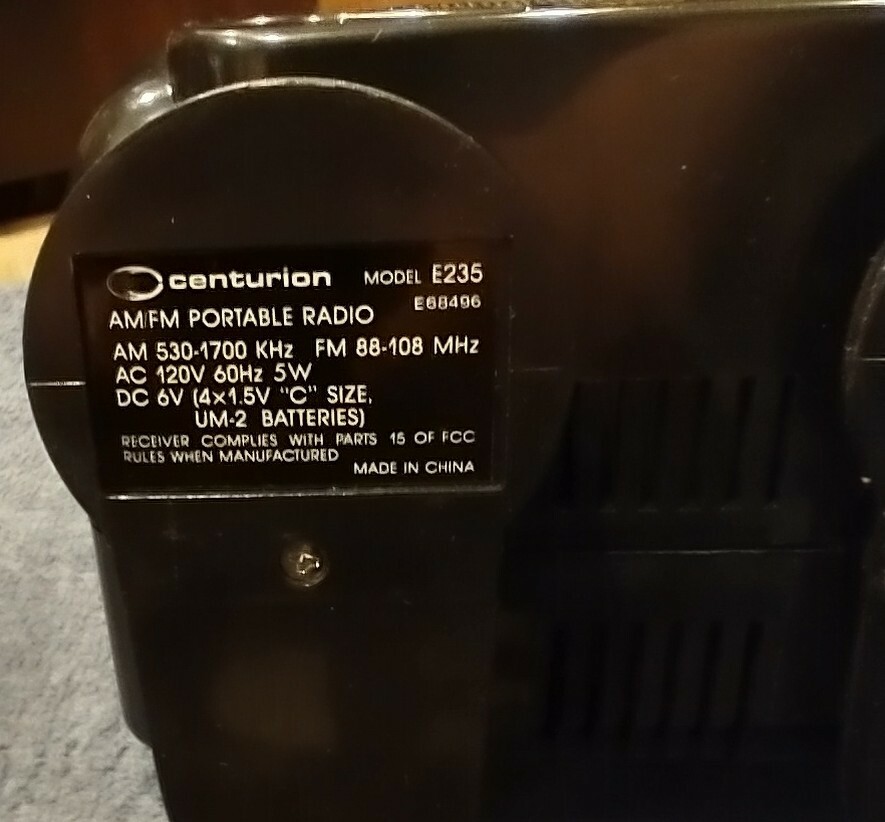 centurion MODEL E235
E68496
AM/FM PORTABLE RADIO
AM 530-1700 KHz FM 88-108 MHz
AC 120V 60Hz 5W
DC 6V (4x1.5V "C" SIZE,
UM-2 BATTERIES)
RECEIVER COMPLIES WITH PARTS 15 OF FCC
RULES WHEN MANUFACTURED
MADE IN CHINA